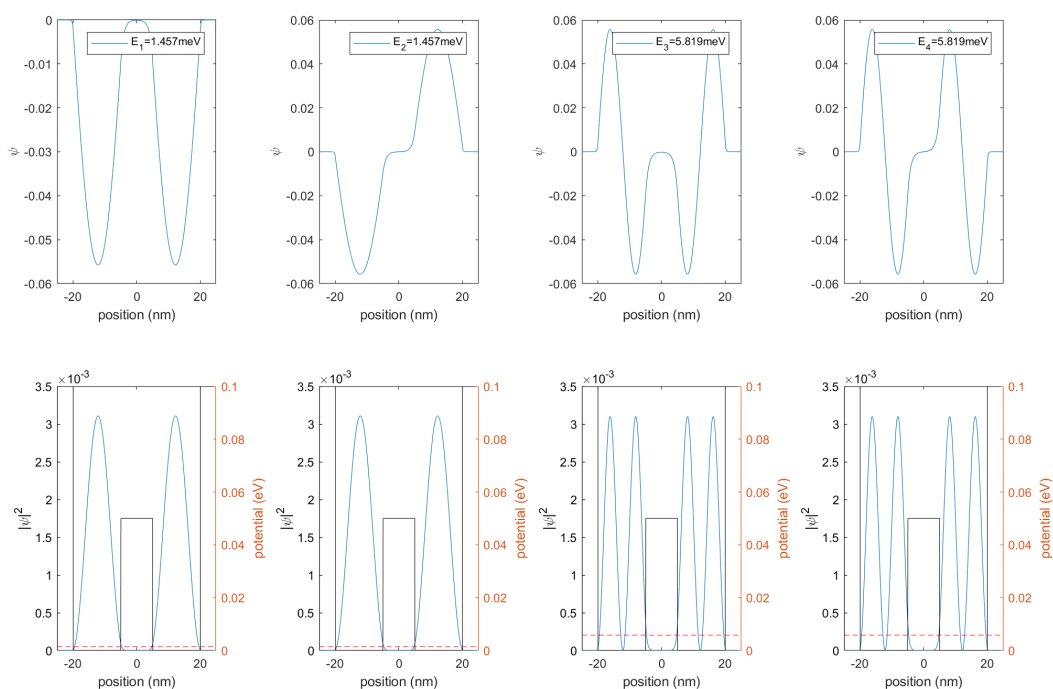 E1=1.457meV
0
-0.01
-0.02
-0.03
-0.04
-0.05
-0.06
ψ
-20 0 20
position (nm)
E2=1.457meV
0.06
0.04
0.02
0
-0.02
-0.04
-0.06
ψ
-20 0 20
position (nm)
E3=5.819meV
0.06
0.04
0.02
0
-0.02
-0.04
-0.06
ψ
-20 0 20
position (nm)
E4=5.819meV
0.06
0.04
0.02
0
-0.02
-0.04
-0.06
ψ
-20 0 20
position (nm)
×10^-3
3.5
3
2.5
2
1.5
1
0.5
0
|ψ|^2
0.1
0.08
0.06
0.04
0.02
0
potential (eV)
-20 0 20
position (nm)
×10^-3
3.5
3
2.5
2
1.5
1
0.5
0
|ψ|^2
0.1
0.08
0.06
0.04
0.02
0
potential (eV)
-20 0 20
position (nm)
×10^-3
3.5
3
2.5
2
1.5
1
0.5
0
|ψ|^2
0.1
0.08
0.06
0.04
0.02
0
potential (eV)
-20 0 20
position (nm)
×10^-3
3.5
3
2.5
2
1.5
1
0.5
0
|ψ|^2
0.1
0.08
0.06
0.04
0.02
0
potential (eV)
-20 0 20
position (nm)